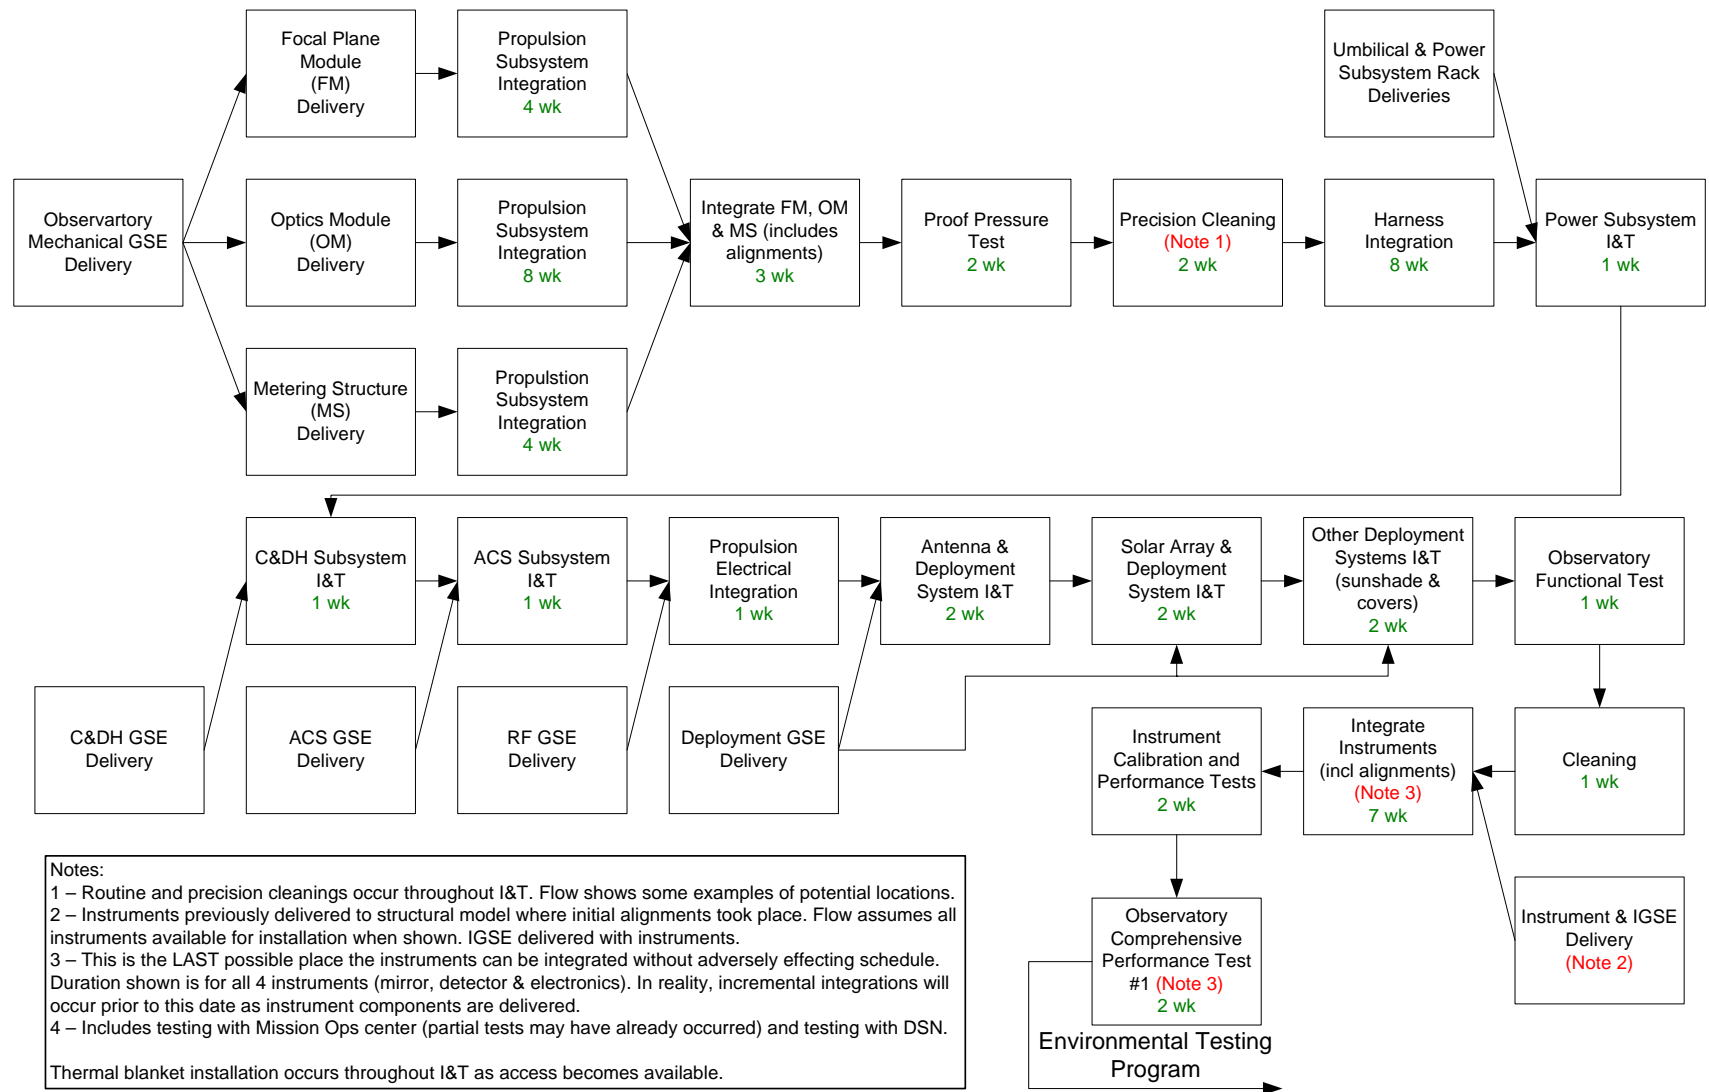 Focal Plane
Module
(FM)
Delivery
Propulsion
Subsystem
Integration
4 wk
Umbilical & Power
Subsystem Rack
Deliveries
Observartory
Mechanical GSE
Delivery
Optics Module
(OM)
Delivery
Propulsion
Subsystem
Integration
8 wk
Integrate FM, OM
& MS (includes
alignments)
3 wk
Proof Pressure
Test
2 wk
Precision Cleaning
(Note 1)
2 wk
Harness
Integration
8 wk
Power Subsystem
I&T
1 wk
Metering Structure
(MS)
Delivery
Propulstion
Subsystem
Integration
4 wk
C&DH Subsystem
I&T
1 wk
ACS Subsystem
I&T
1 wk
Propulsion
Electrical
Integration
1 wk
Antenna &
Deployment
System I&T
2 wk
Solar Array &
Deployment
System I&T
2 wk
Other Deployment
Systems I&T
(sunshade &
covers)
2 wk
Observatory
Functional Test
1 wk
C&DH GSE
Delivery
ACS GSE
Delivery
RF GSE
Delivery
Deployment GSE
Delivery
Instrument
Calibration and
Performance Tests
2 wk
Integrate
Instruments
(incl alignments)
(Note 3)
7 wk
Cleaning
1 wk
Notes:
1 – Routine and precision cleanings occur throughout I&T. Flow shows some examples of potential locations.
2 – Instruments previously delivered to structural model where initial alignments took place. Flow assumes all
instruments available for installation when shown. IGSE delivered with instruments.
3 – This is the LAST possible place the instruments can be integrated without adversely effecting schedule.
Duration shown is for all 4 instruments (mirror, detector & electronics). In reality, incremental integrations will
occur prior to this date as instrument components are delivered.
4 – Includes testing with Mission Ops center (partial tests may have already occurred) and testing with DSN.
Thermal blanket installation occurs throughout I&T as access becomes available.
Observatory
Comprehensive
Performance Test
#1 (Note 3)
2 wk
Instrument & IGSE
Delivery
(Note 2)
Environmental Testing
Program